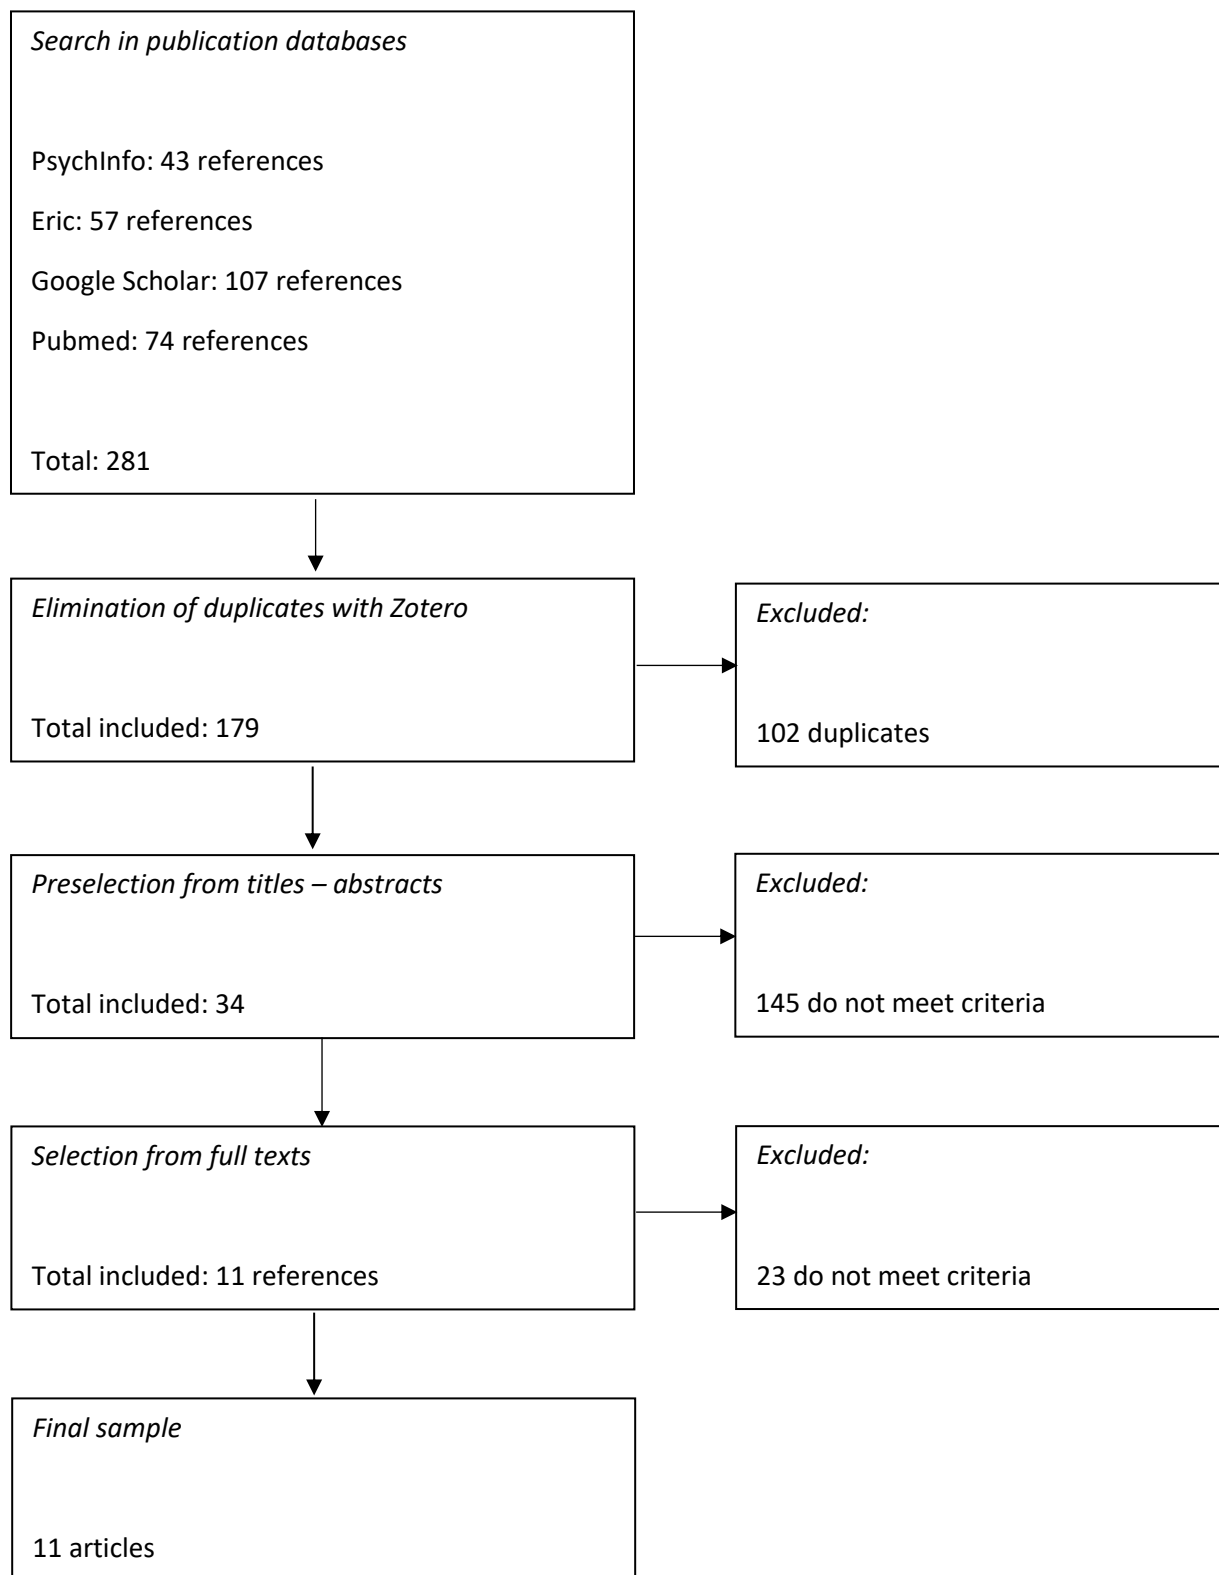 Search in publication databases
PsychInfo: 43 references
Eric: 57 references
Google Scholar: 107 references
Pubmed: 74 references
Total: 281
Elimination of duplicates with Zotero
Total included: 179
Excluded:
102 duplicates
Preselection from titles – abstracts
Total included: 34
Excluded:
145 do not meet criteria
Selection from full texts
Total included: 11 references
Excluded:
23 do not meet criteria
Final sample
11 articles